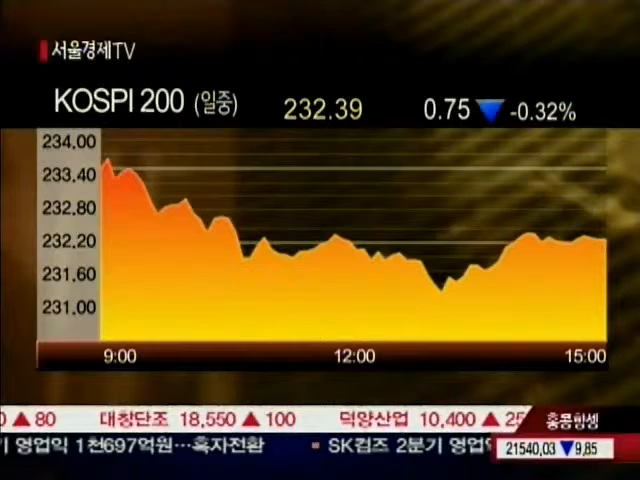 서울경제TV
KOSPI 200 (일중) 232.39 0.75 ▼ -0.32%
234.00
233.40
232.80
232.20
231.60
231.00
9:00 12:00 15:00
0 ▲ 80 대창단조 18,550 ▲ 100 덕양산업 10,400 ▲ 25
홍콩항셍
기 영업익 1천697억원…흑자전환 SK컴즈 2분기 영업익
21540.03 ▼ 9.85